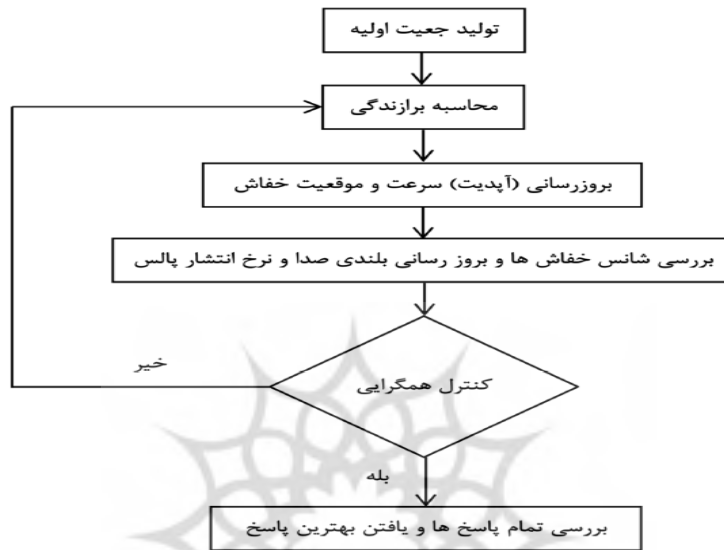 تولید جعیت اولیه
محاسبه برازندگی
بروزرسانی (آپدیت) سرعت و موقعیت خفاش
بررسی شانس خفاش ها و بروز رسانی بلندی صدا و نرخ انتشار پالس
کنترل همگرایی
خیر
بله
بررسی تمام پاسخ ها و یافتن بهترین پاسخ